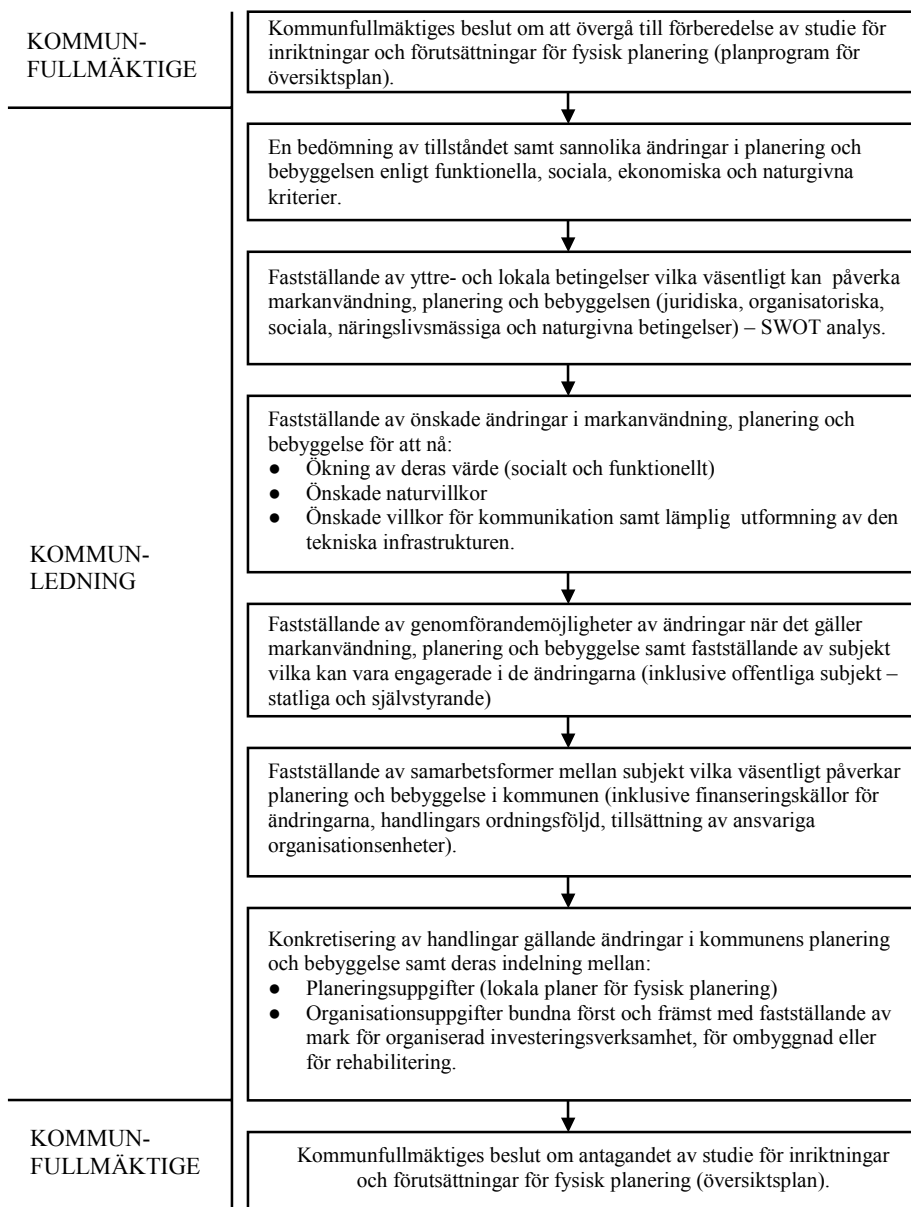 KOMMUN-
FULLMÄKTIGE
Kommunfullmäktiges beslut om att övergå till förberedelse av studie för
inriktningar och förutsättningar för fysisk planering (planprogram för
översiktsplan).
KOMMUN-
LEDNING
En bedömning av tillståndet samt sannolika ändringar i planering och
bebyggelsen enligt funktionella, sociala, ekonomiska och naturgivna
kriterier.
Fastställande av yttre- och lokala betingelser vilka väsentligt kan påverka
markanvändning, planering och bebyggelsen (juridiska, organisatoriska,
sociala, näringslivsmässiga och naturgivna betingelser) – SWOT analys.
Fastställande av önskade ändringar i markanvändning, planering och
bebyggelse för att nå:
● Ökning av deras värde (socialt och funktionellt)
● Önskade naturvillkor
● Önskade villkor för kommunikation samt lämplig utformning av den
tekniska infrastrukturen.
Fastställande av genomförandemöjligheter av ändringar när det gäller
markanvändning, planering och bebyggelse samt fastställande av subjekt
vilka kan vara engagerade i de ändringarna (inklusive offentliga subjekt –
statliga och självstyrande)
Fastställande av samarbetsformer mellan subjekt vilka väsentligt påverkar
planering och bebyggelse i kommunen (inklusive finanseringskällor för
ändringarna, handlingars ordningsföljd, tillsättning av ansvariga
organisationsenheter).
Konkretisering av handlingar gällande ändringar i kommunens planering
och bebyggelse samt deras indelning mellan:
● Planeringsuppgifter (lokala planer för fysisk planering)
● Organisationsuppgifter bundna först och främst med fastställande av
mark för organiserad investeringsverksamhet, för ombyggnad eller
för rehabilitering.
KOMMUN-
FULLMÄKTIGE
Kommunfullmäktiges beslut om antagandet av studie för inriktningar
och förutsättningar för fysisk planering (översiktsplan).